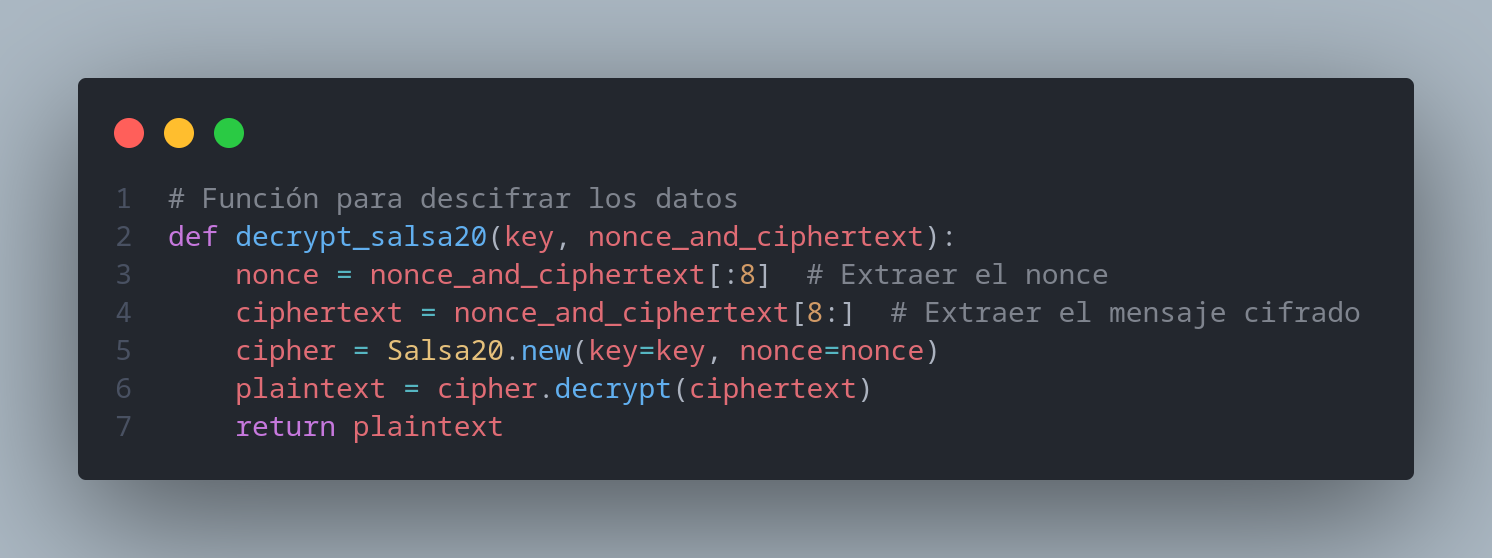 1 # Función para descifrar los datos
2 def decrypt_salsa20(key, nonce_and_ciphertext):
3     nonce = nonce_and_ciphertext[:8]  # Extraer el nonce
4     ciphertext = nonce_and_ciphertext[8:]  # Extraer el mensaje cifrado
5     cipher = Salsa20.new(key=key, nonce=nonce)
6     plaintext = cipher.decrypt(ciphertext)
7     return plaintext